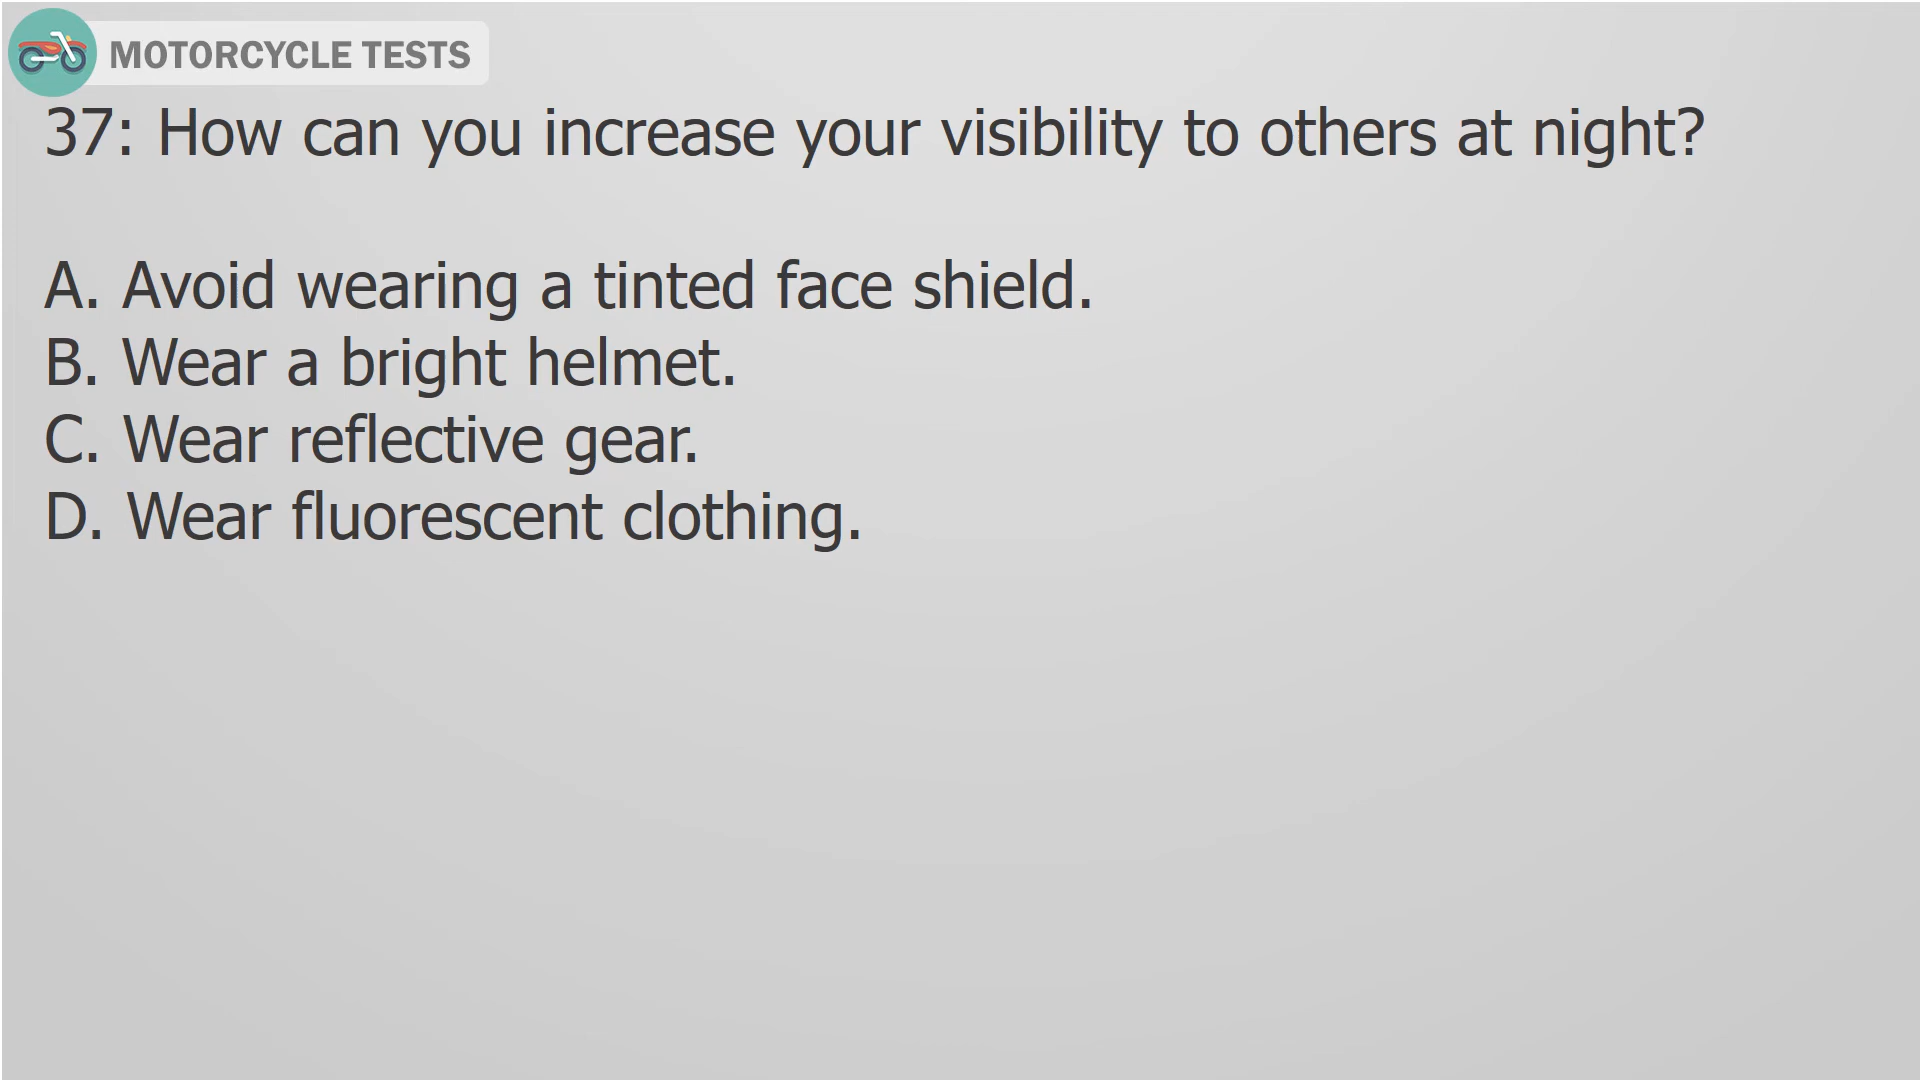 MOTORCYCLE TESTS
37: How can you increase your visibility to others at night?
A. Avoid wearing a tinted face shield.
B. Wear a bright helmet.
C. Wear reflective gear.
D. Wear fluorescent clothing.